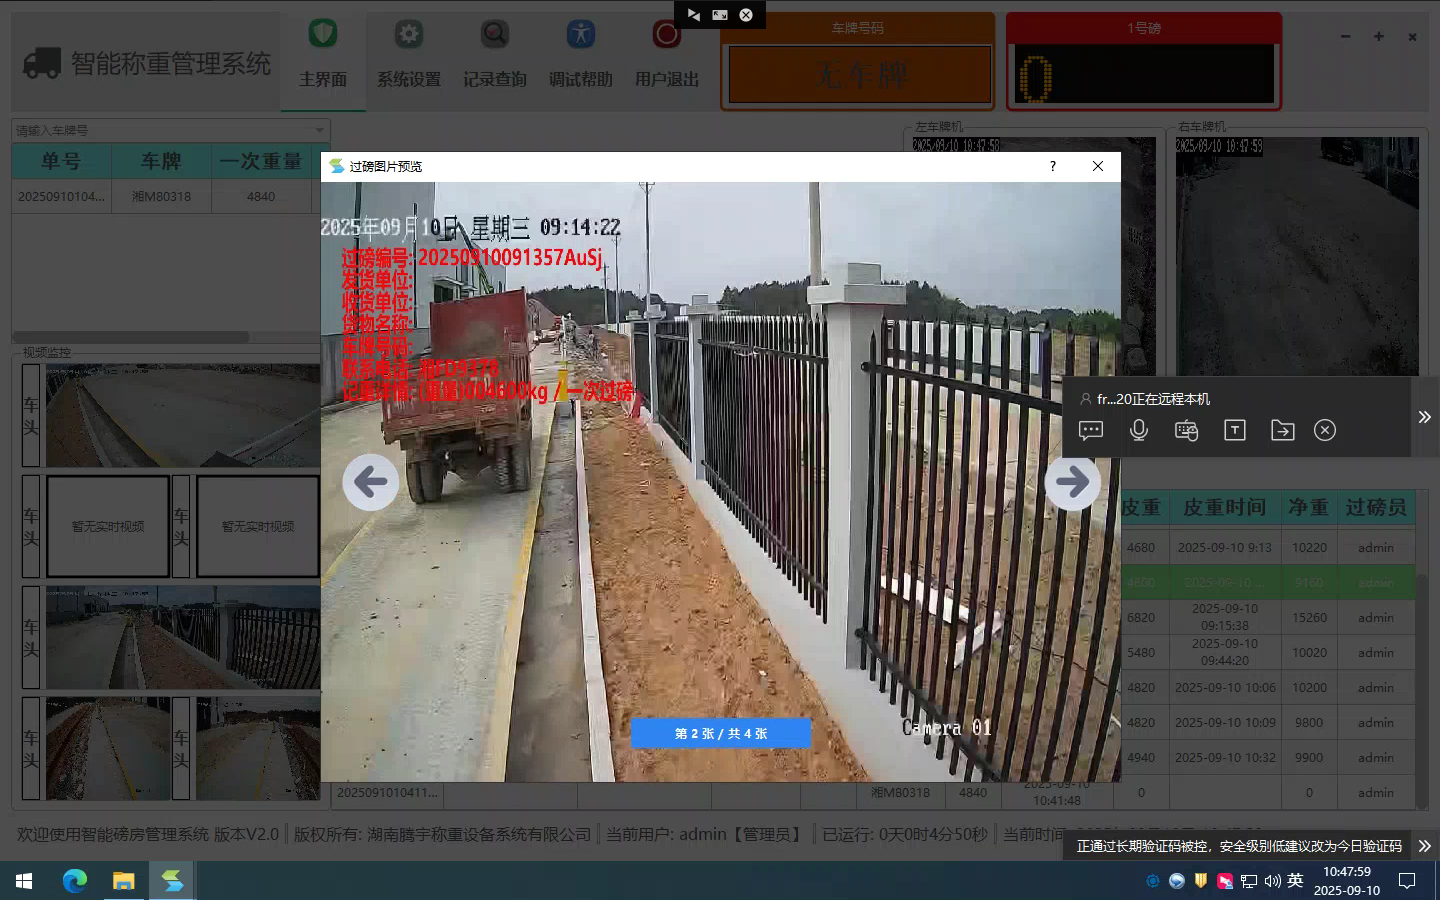 智能称重管理系统
主界面
系统设置
记录查询
调试帮助
用户退出
车牌号码
无车牌
1号磅
0
请输入车牌号
单号
车牌
一次重量
20250910104...
湘M80318
4840
左车牌机
2025/09/10 10:47:58
右车牌机
2025/09/10 10:47:59
过磅图片预览
2025年09月10日 星期三 09:14:22
过磅编号: 20250910091357AuSj
发货单位:
收货单位:
货物名称:
车牌号码:
联系电话: 湘FD9378
记录详情: (重量)004600kg / 一次过磅
Camera 01
第 2 张 / 共 4 张
视频监控
车头
车头
暂无实时视频
车头
暂无实时视频
车头
车头
车头
fr...20正在远程本机
皮重
皮重时间
净重
过磅员
4680
2025-09-10 9:13
10220
admin
2025-09-10 ...
9160
admin
6820
2025-09-10
09:15:38
15260
admin
5480
2025-09-10
09:44:20
10020
admin
4820
2025-09-10 10:06
10200
admin
4820
2025-09-10 10:09
9800
admin
4940
2025-09-10 10:32
9900
admin
2025091010411...
湘M80318
4840
2025-09-10
10:41:48
0
0
admin
欢迎使用智能磅房管理系统 版本V2.0
版权所有: 湖南腾宇称重设备系统有限公司
当前用户: admin【管理员】
已运行: 0天0时4分50秒
当前时间
正通过长期验证码被控，安全级别低建议改为今日验证码
英
10:47:59
2025-09-10